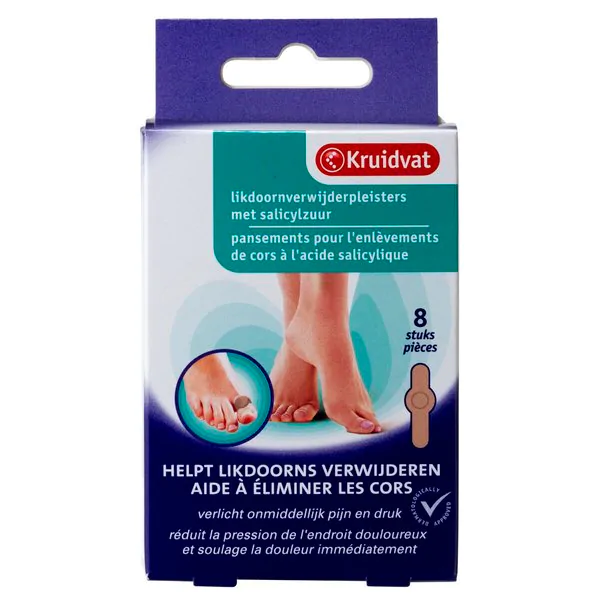 Kruidvat
likdoornverwijderpleisters
met salicylzuur
pansements pour l'enlèvements
de cors à l'acide salicylique
8
stuks
pièces
HELPT LIKDOORNS VERWIJDEREN
AIDE À ÉLIMINER LES CORS
verlicht onmiddellijk pijn en druk
réduit la pression de l'endroit douloureux
et soulage la douleur immédiatement
DERMATOLOGICALLY APPROVED